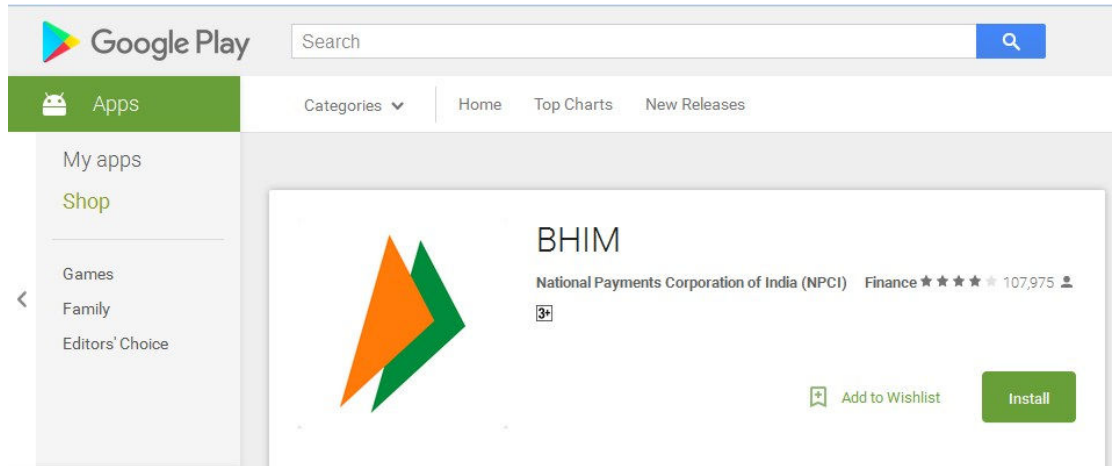 Google Play
Search
Apps
Categories Home Top Charts New Releases
My apps
Shop
Games
Family
Editors' Choice
BHIM
National Payments Corporation of India (NPCI) Finance 107,975
3+
Add to Wishlist Install